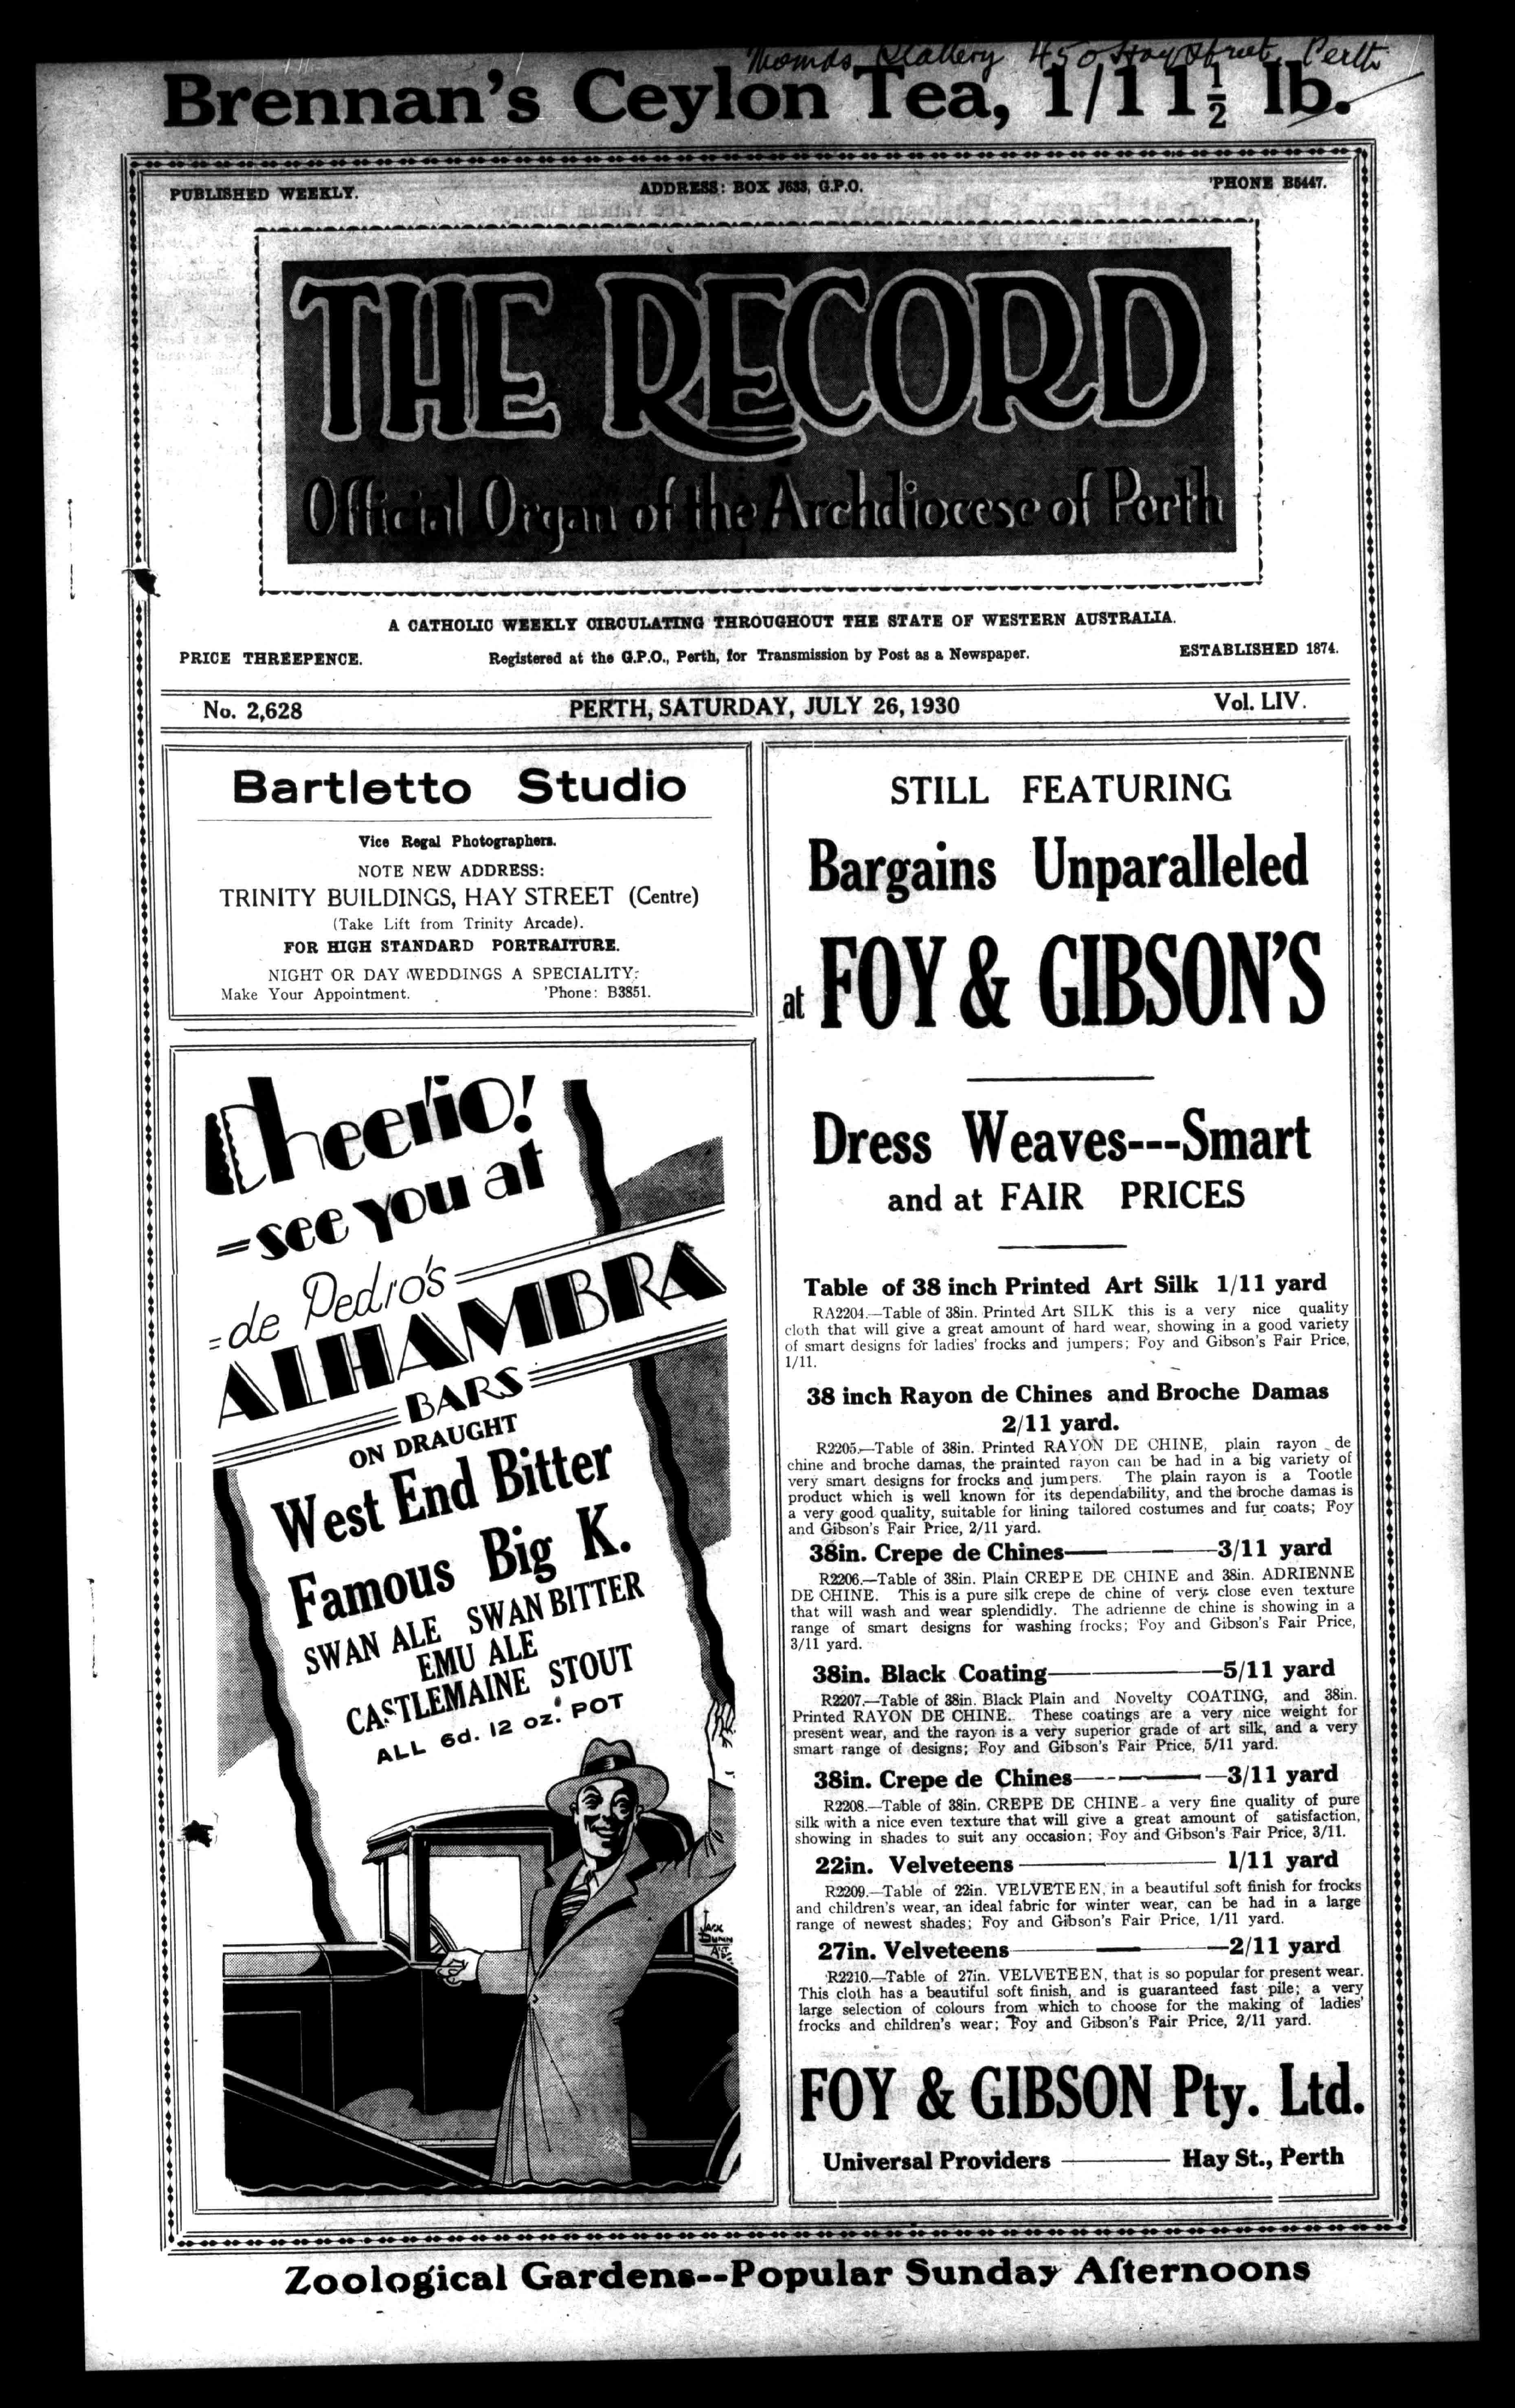 Thomas Slattery 450 Hay Street, Perth
Brennan's Ceylon Tea, 1/11½ lb.
PUBLISHED WEEKLY.
ADDRESS: BOX J633, G.P.O.
'PHONE B5447.
THE RECORD
Official Organ of the Archdiocese of Perth
A CATHOLIC WEEKLY CIRCULATING THROUGHOUT THE STATE OF WESTERN AUSTRALIA.
PRICE THREEPENCE.
Registered at the G.P.O., Perth, for Transmission by Post as a Newspaper.
ESTABLISHED 1874.
No. 2,628
PERTH, SATURDAY, JULY 26, 1930
Vol. LIV.
Bartletto Studio
Vice Regal Photographers.
NOTE NEW ADDRESS:
TRINITY BUILDINGS, HAY STREET (Centre)
(Take Lift from Trinity Arcade).
FOR HIGH STANDARD PORTRAITURE.
NIGHT OR DAY WEDDINGS A SPECIALITY:
Make Your Appointment. 'Phone: B3851.
Cheerio!
=see you at
=de Pedro's
ALHAMBRA
BARS
ON DRAUGHT
West End Bitter
Famous Big K.
SWAN ALE SWAN BITTER
EMU ALE
CASTLEMAINE STOUT
ALL 6d. 12 oz. POT
JACK
DUNN
STILL FEATURING
Bargains Unparalleled
at FOY & GIBSON'S
Dress Weaves---Smart
and at FAIR PRICES
Table of 38 inch Printed Art Silk 1/11 yard
RA2204.—Table of 38in. Printed Art SILK this is a very nice quality
cloth that will give a great amount of hard wear, showing in a good variety
of smart designs for ladies' frocks and jumpers; Foy and Gibson's Fair Price,
1/11.
38 inch Rayon de Chines and Broche Damas
2/11 yard.
R2205.—Table of 38in. Printed RAYON DE CHINE, plain rayon de
chine and broche damas, the prainted rayon can be had in a big variety of
very smart designs for frocks and jumpers. The plain rayon is a Tootle
product which is well known for its dependability, and the broche damas is
a very good quality, suitable for lining tailored costumes and fur coats; Foy
and Gibson's Fair Price, 2/11 yard.
38in. Crepe de Chines———3/11 yard
R2206.—Table of 38in. Plain CREPE DE CHINE and 38in. ADRIENNE
DE CHINE. This is a pure silk crepe de chine of very close even texture
that will wash and wear splendidly. The adrienne de chine is showing in a
range of smart designs for washing frocks; Foy and Gibson's Fair Price,
3/11 yard.
38in. Black Coating———5/11 yard
R2207.—Table of 38in. Black Plain and Novelty COATING, and 38in.
Printed RAYON DE CHINE. These coatings are a very nice weight for
present wear, and the rayon is a very superior grade of art silk, and a very
smart range of designs; Foy and Gibson's Fair Price, 5/11 yard.
38in. Crepe de Chines———3/11 yard
R2208.—Table of 38in. CREPE DE CHINE a very fine quality of pure
silk with a nice even texture that will give a great amount of satisfaction,
showing in shades to suit any occasion; Foy and Gibson's Fair Price, 3/11.
22in. Velveteens——— 1/11 yard
R2209.—Table of 22in. VELVETEEN, in a beautiful soft finish for frocks
and children's wear, an ideal fabric for winter wear, can be had in a large
range of newest shades; Foy and Gibson's Fair Price, 1/11 yard.
27in. Velveteens———2/11 yard
R2210.—Table of 27in. VELVETEEN, that is so popular for present wear.
This cloth has a beautiful soft finish, and is guaranteed fast pile; a very
large selection of colours from which to choose for the making of ladies'
frocks and children's wear; Foy and Gibson's Fair Price, 2/11 yard.
FOY & GIBSON Pty. Ltd.
Universal Providers ——— Hay St., Perth
Zoological Gardens--Popular Sunday Afternoons